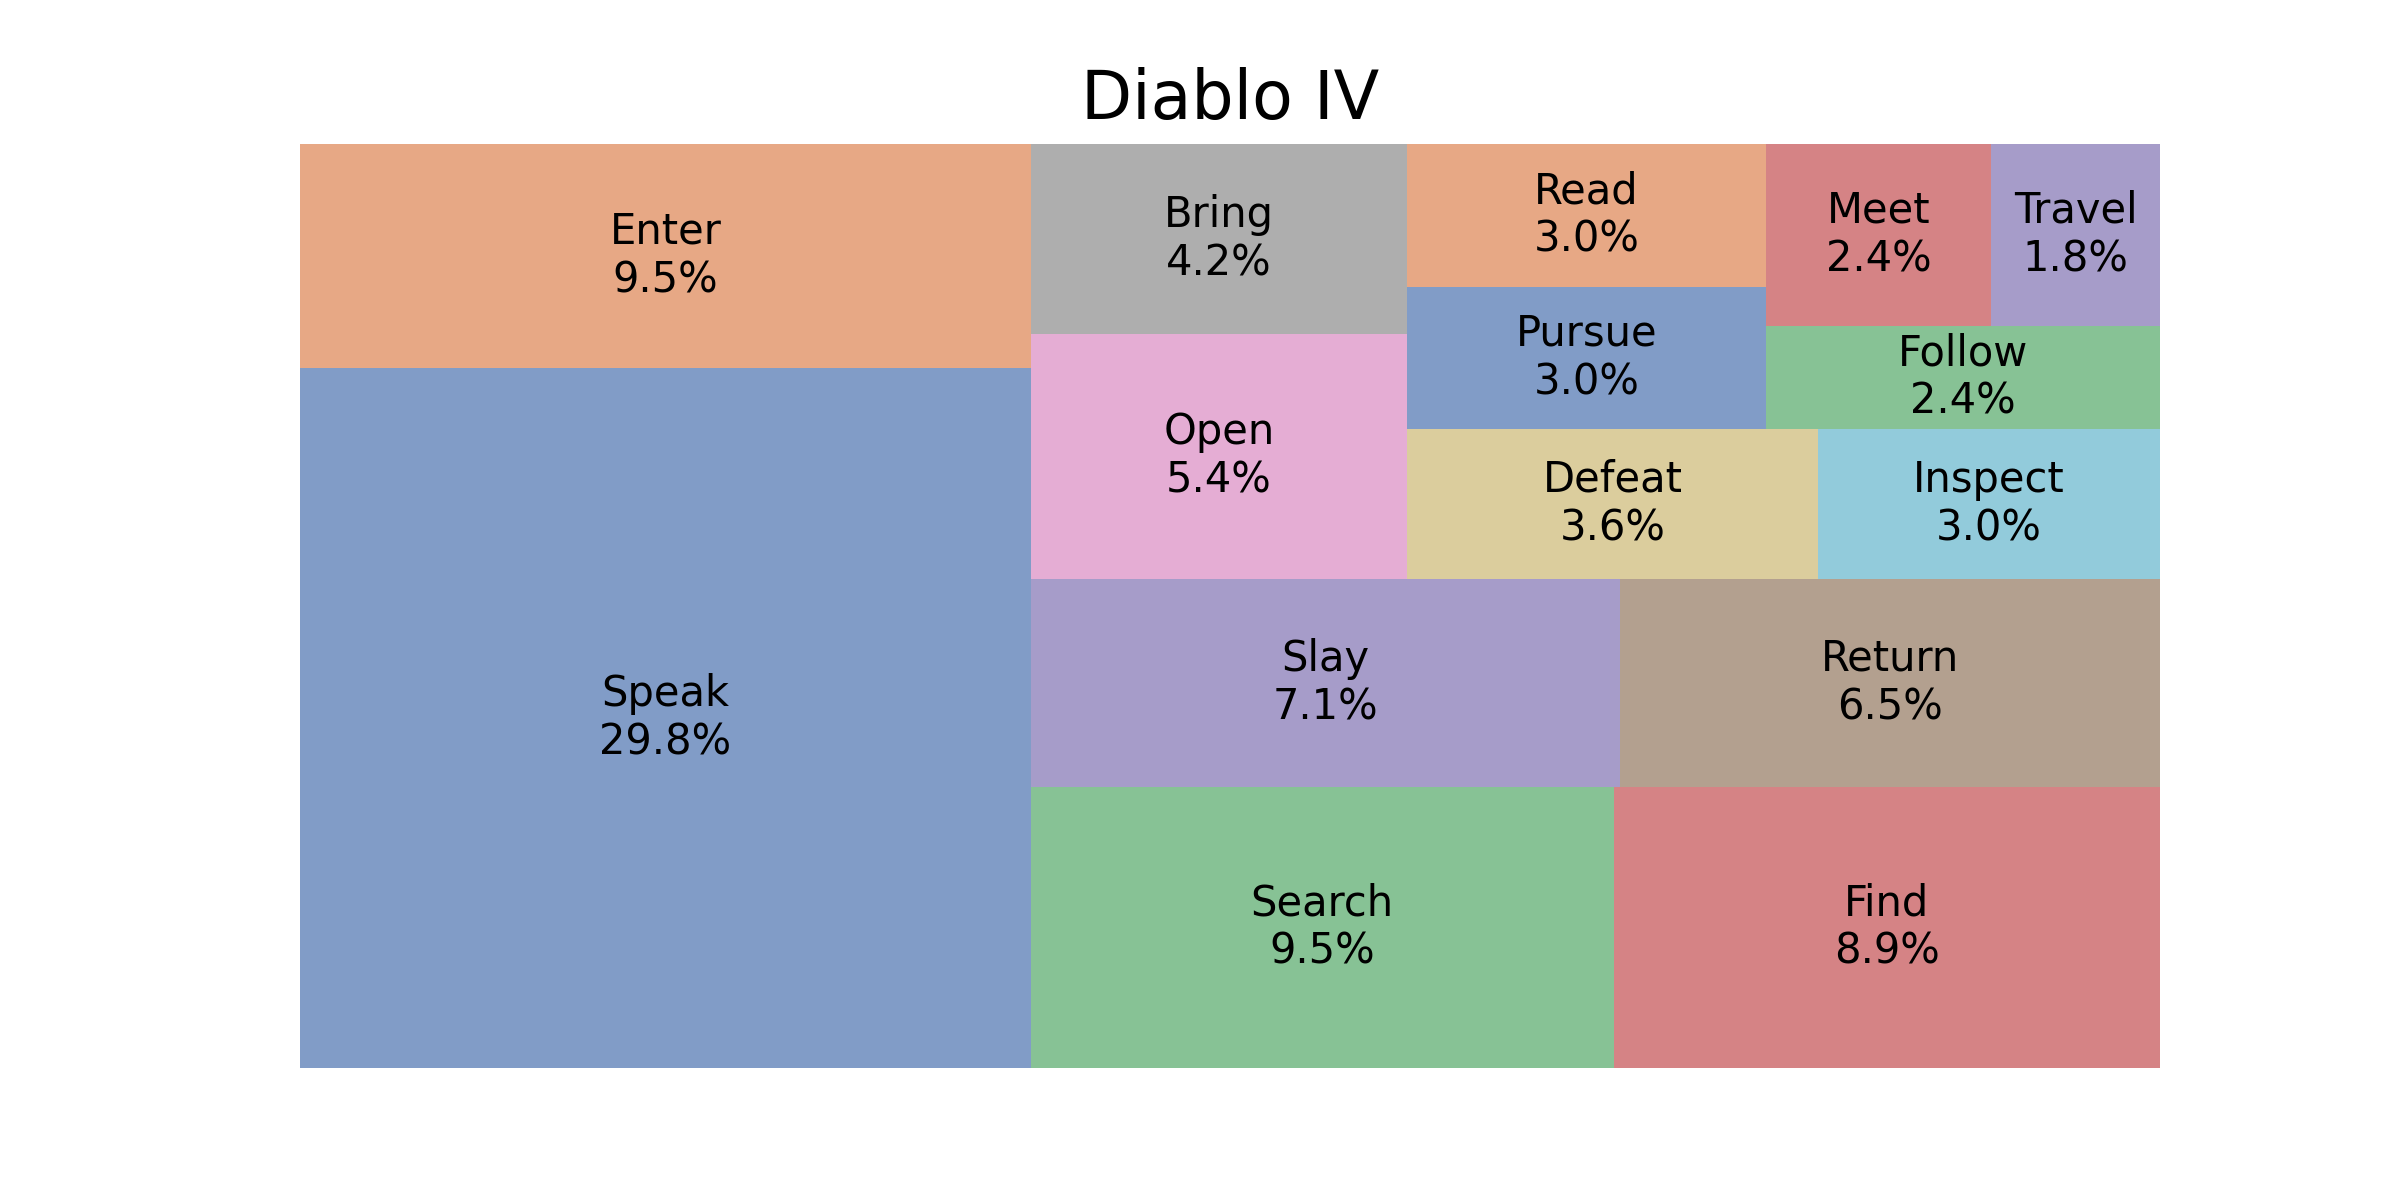 Diablo IV
Enter
9.5%
Speak
29.8%
Bring
4.2%
Open
5.4%
Read
3.0%
Pursue
3.0%
Meet
2.4%
Travel
1.8%
Follow
2.4%
Defeat
3.6%
Inspect
3.0%
Slay
7.1%
Return
6.5%
Search
9.5%
Find
8.9%